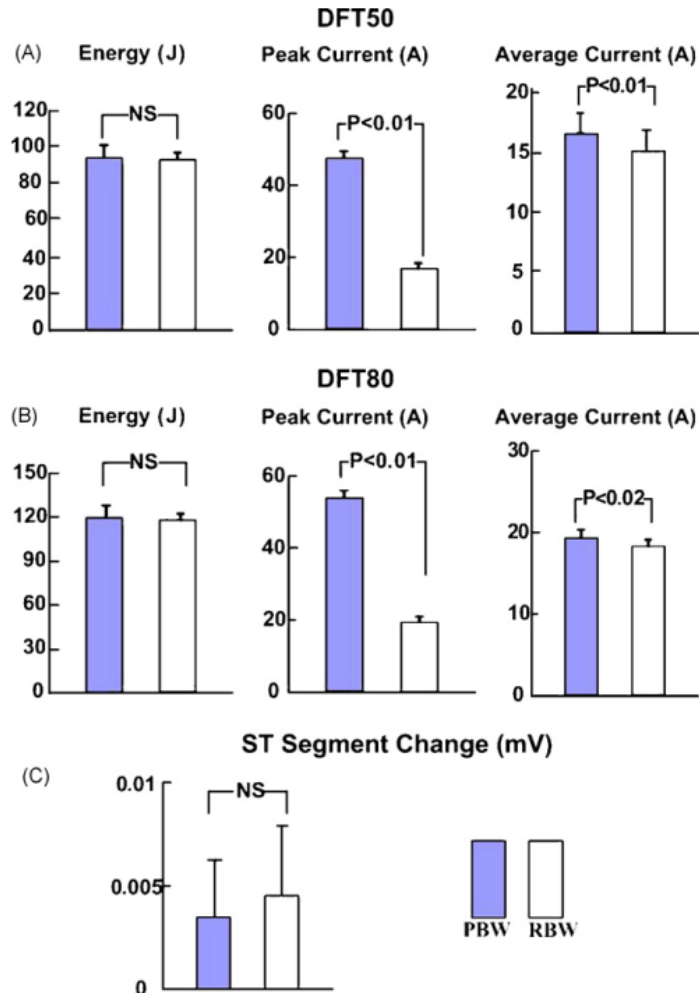 DFT50
(A) Energy (J) Peak Current (A) Average Current (A)
120
100
80
60
40
20
0
NS
60
40
20
0
P<0.01
20
15
10
5
0
P<0.01
DFT80
(B) Energy (J) Peak Current (A) Average Current (A)
150
120
90
60
30
0
NS
60
40
20
0
P<0.01
30
20
10
0
P<0.02
ST Segment Change (mV)
(C)
0.01
0.005
0
NS
PBW RBW